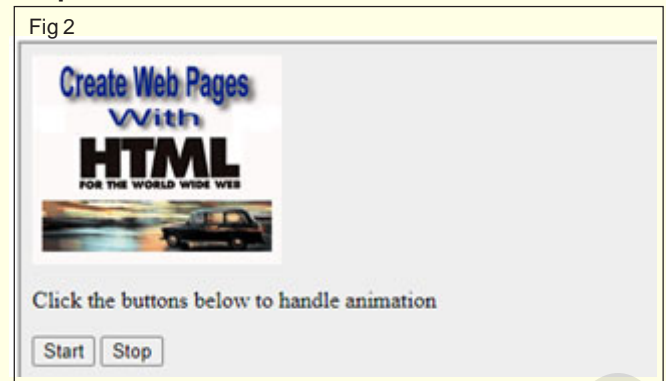 Fig 2
Create Web Pages
With
HTML
FOR THE WORLD WIDE WEB
Click the buttons below to handle animation
Start Stop